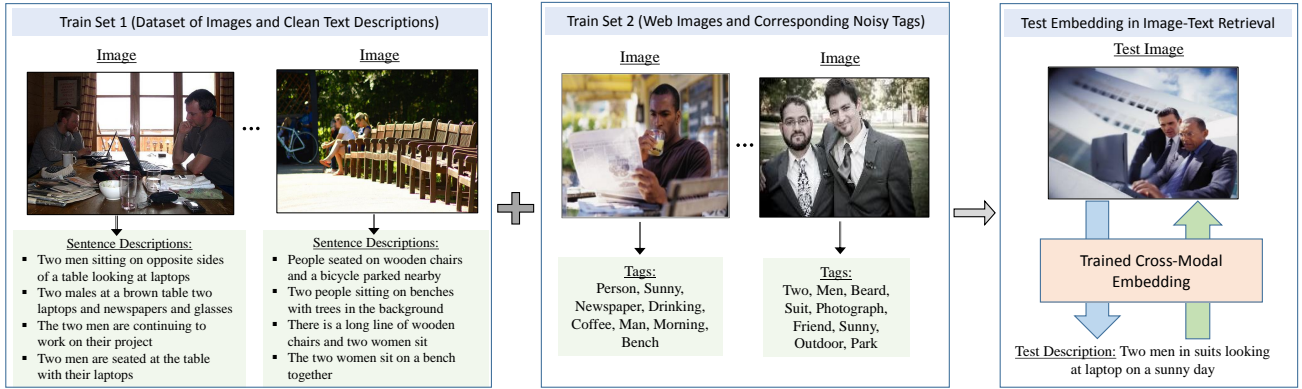 Train Set 1 (Dataset of Images and Clean Text Descriptions)
Image
Image
...
Sentence Descriptions:
▪ Two men sitting on opposite sides
of a table looking at laptops
▪ Two males at a brown table two
laptops and newspapers and glasses
▪ The two men are continuing to
work on their project
▪ Two men are seated at the table
with their laptops
Sentence Descriptions:
▪ People seated on wooden chairs
and a bicycle parked nearby
▪ Two people sitting on benches
with trees in the background
▪ There is a long line of wooden
chairs and two women sit
▪ The two women sit on a bench
together
Train Set 2 (Web Images and Corresponding Noisy Tags)
Image
Image
...
Tags:
Person, Sunny,
Newspaper, Drinking,
Coffee, Man, Morning,
Bench
Tags:
Two, Men, Beard,
Suit, Photograph,
Friend, Sunny,
Outdoor, Park
Test Embedding in Image-Text Retrieval
Test Image
Trained Cross-Modal
Embedding
Test Description: Two men in suits looking
at laptop on a sunny day